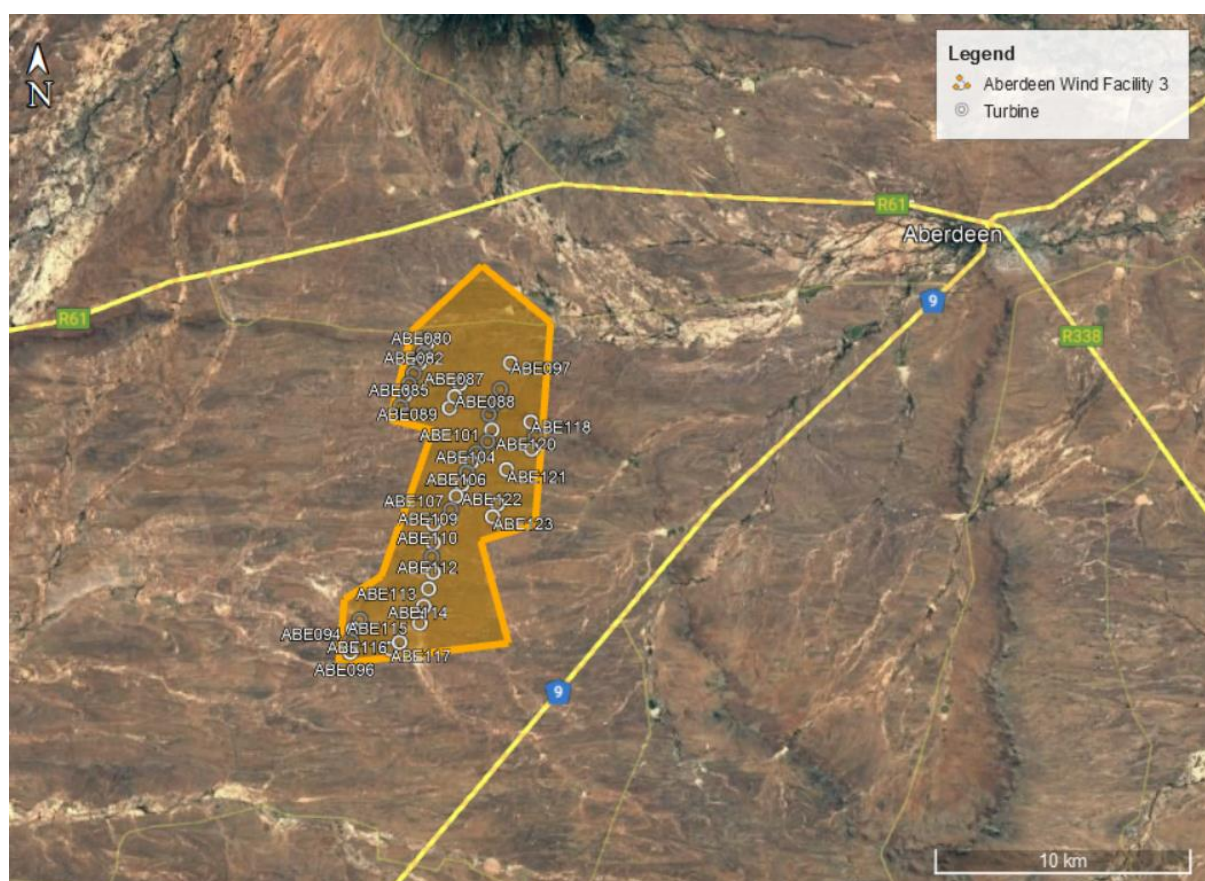 N
Legend
Aberdeen Wind Facility 3
Turbine
R61
Aberdeen
9
R61
R338
ABE080
ABE082
ABE097
ABE087
ABE085
ABE088
ABE089
ABE118
ABE101
ABE120
ABE104
ABE121
ABE106
ABE107
ABE122
ABE109
ABE123
ABE110
ABE112
ABE113
ABE114
ABE094
ABE115
ABE116
ABE117
ABE096
9
10 km